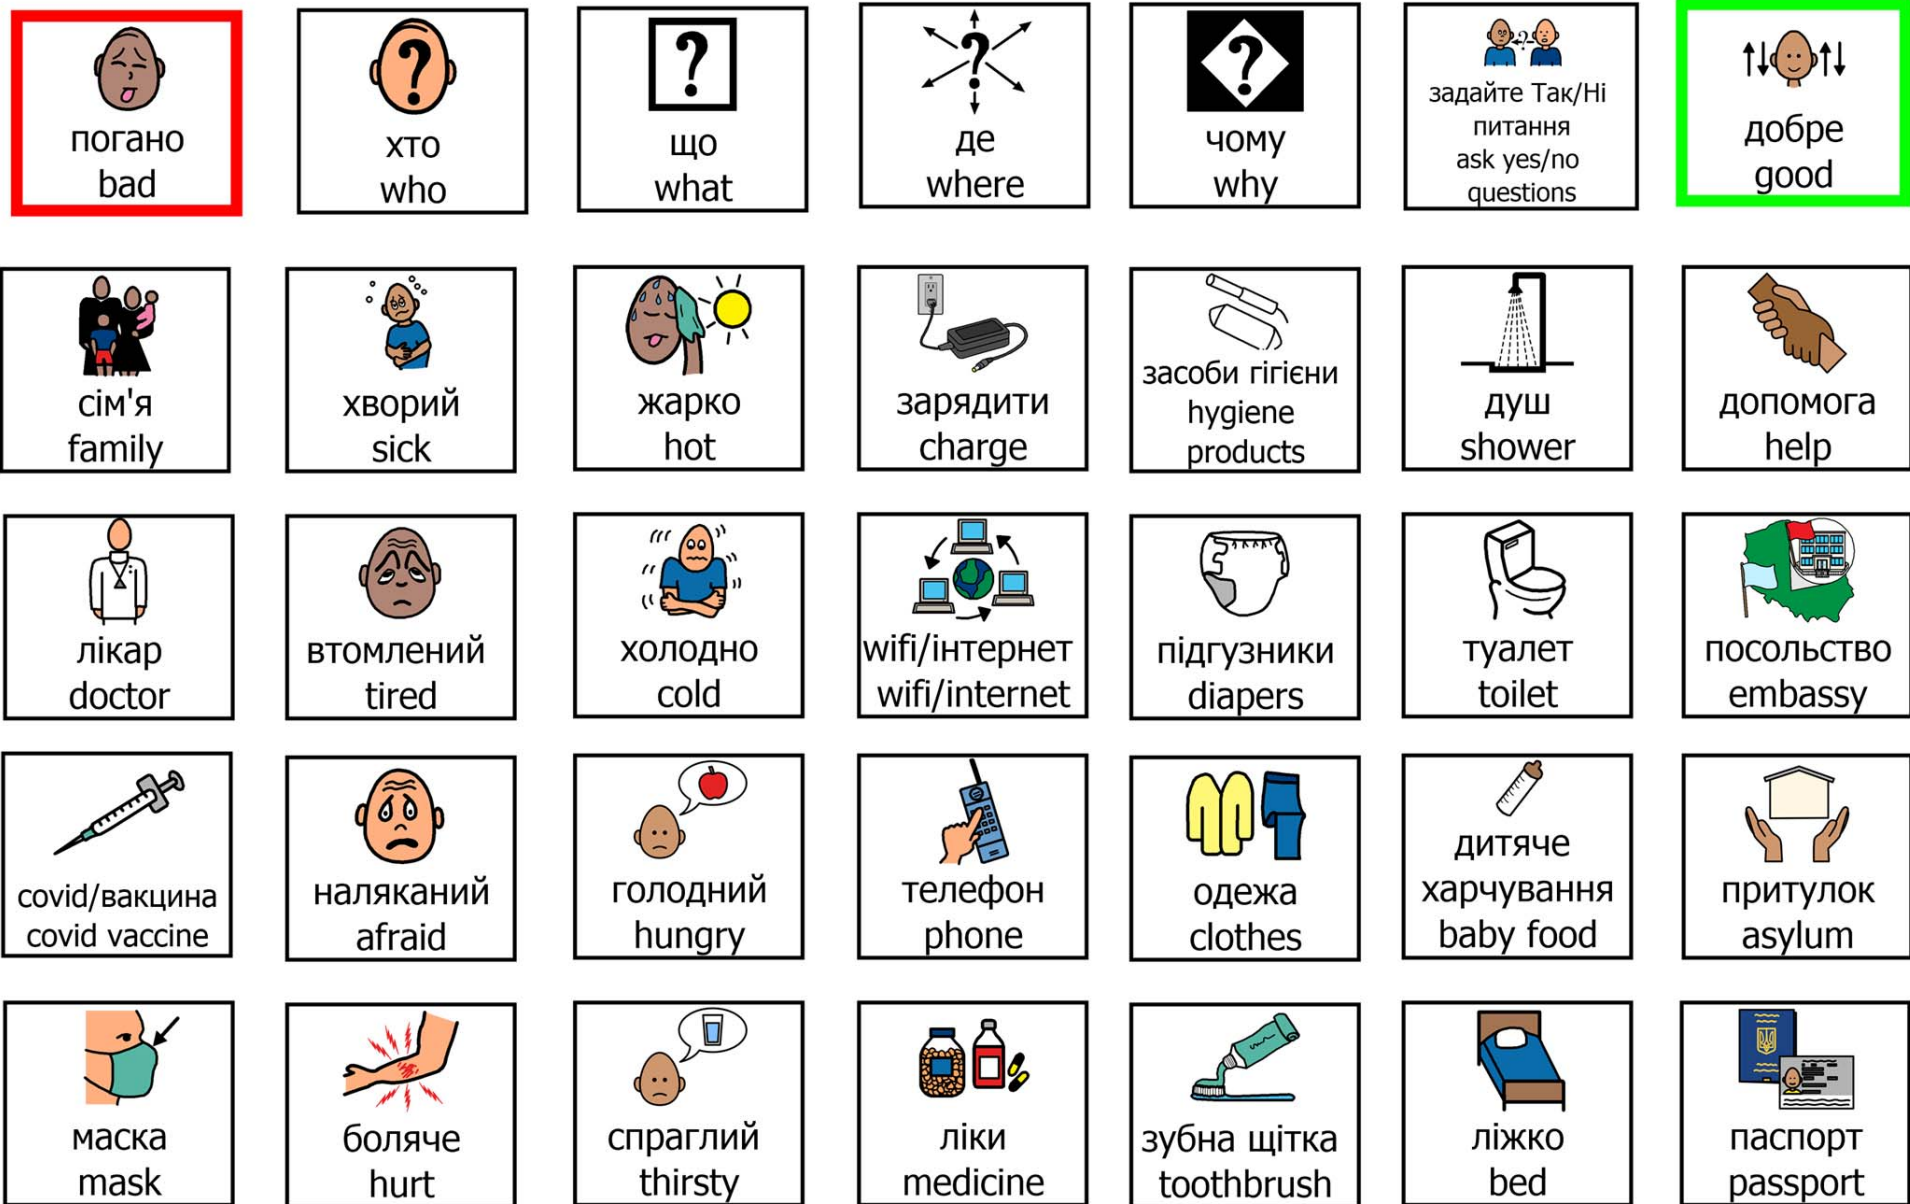 погано
bad
хто
who
що
what
де
where
чому
why
задайте Так/Ні
питання
ask yes/no
questions
добре
good
сім'я
family
хворий
sick
жарко
hot
зарядити
charge
засоби гігієни
hygiene
products
душ
shower
допомога
help
лікар
doctor
втомлений
tired
холодно
cold
wifi/інтернет
wifi/internet
підгузники
diapers
туалет
toilet
посольство
embassy
covid/вакцина
covid vaccine
наляканий
afraid
голодний
hungry
телефон
phone
одежа
clothes
дитяче
харчування
baby food
притулок
asylum
маска
mask
боляче
hurt
спраглий
thirsty
ліки
medicine
зубна щітка
toothbrush
ліжко
bed
паспорт
passport